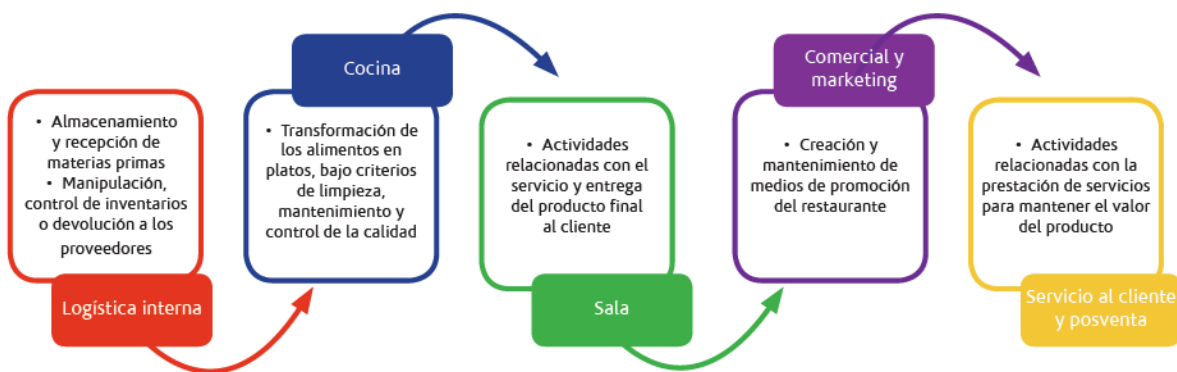 • Almacenamiento
y recepción de
materias primas
• Manipulación,
control de inventarios
o devolución a los
proveedores
Logística interna
Cocina
• Transformación de
los alimentos en
platos, bajo criterios
de limpieza,
mantenimiento y
control de la calidad
• Actividades
relacionadas con el
servicio y entrega
del producto final
al cliente
Sala
Comercial y
marketing
• Creación y
mantenimiento de
medios de promoción
del restaurante
• Actividades
relacionadas con la
prestación de servicios
para mantener el valor
del producto
Servicio al cliente
y posventa